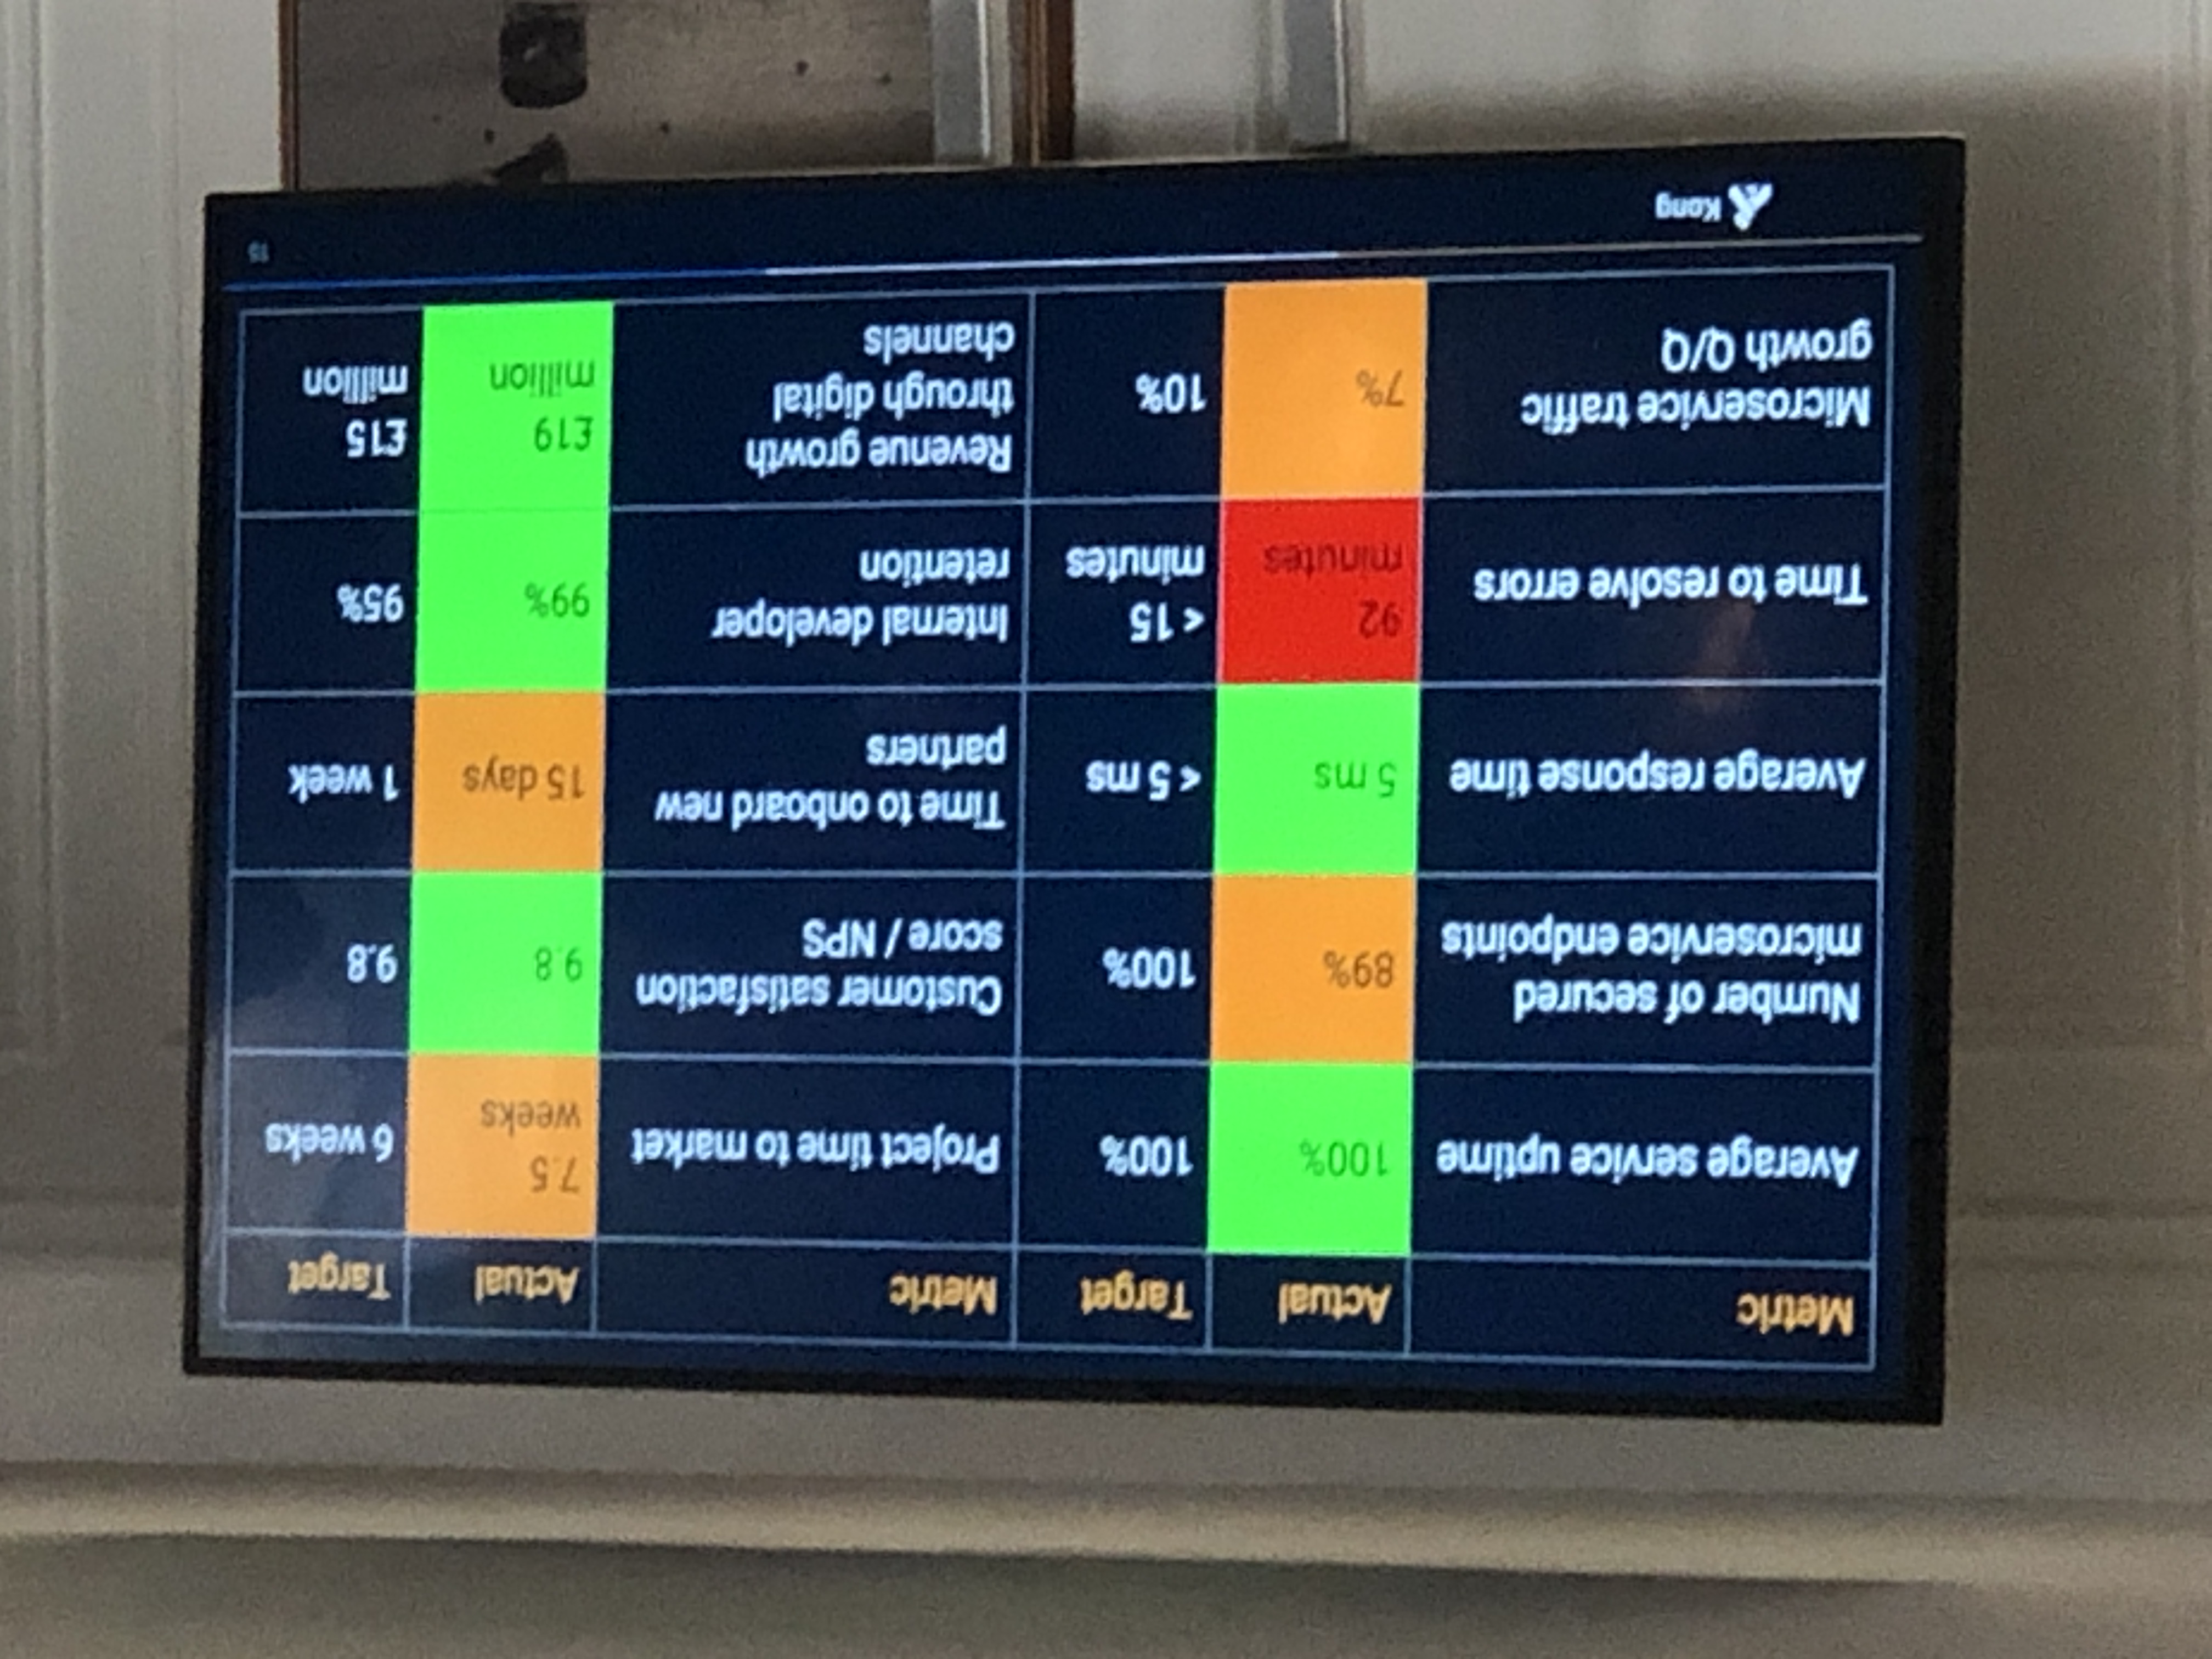 Metric Actual Target Metric Actual Target
Average service uptime 100% 100% Project time to market 7.5 weeks 6 weeks
Number of secured microservice endpoints 89% 100% Customer satisfaction score / NPS 9.8 9.8
Average response time 5 ms < 5 ms Time to onboard new partners 15 days 1 week
Time to resolve errors 92 minutes < 15 minutes Internal developer retention 99% 95%
Microservice traffic growth Q/Q 7% 10% Revenue growth through digital channels £19 million £15 million
Kong 15